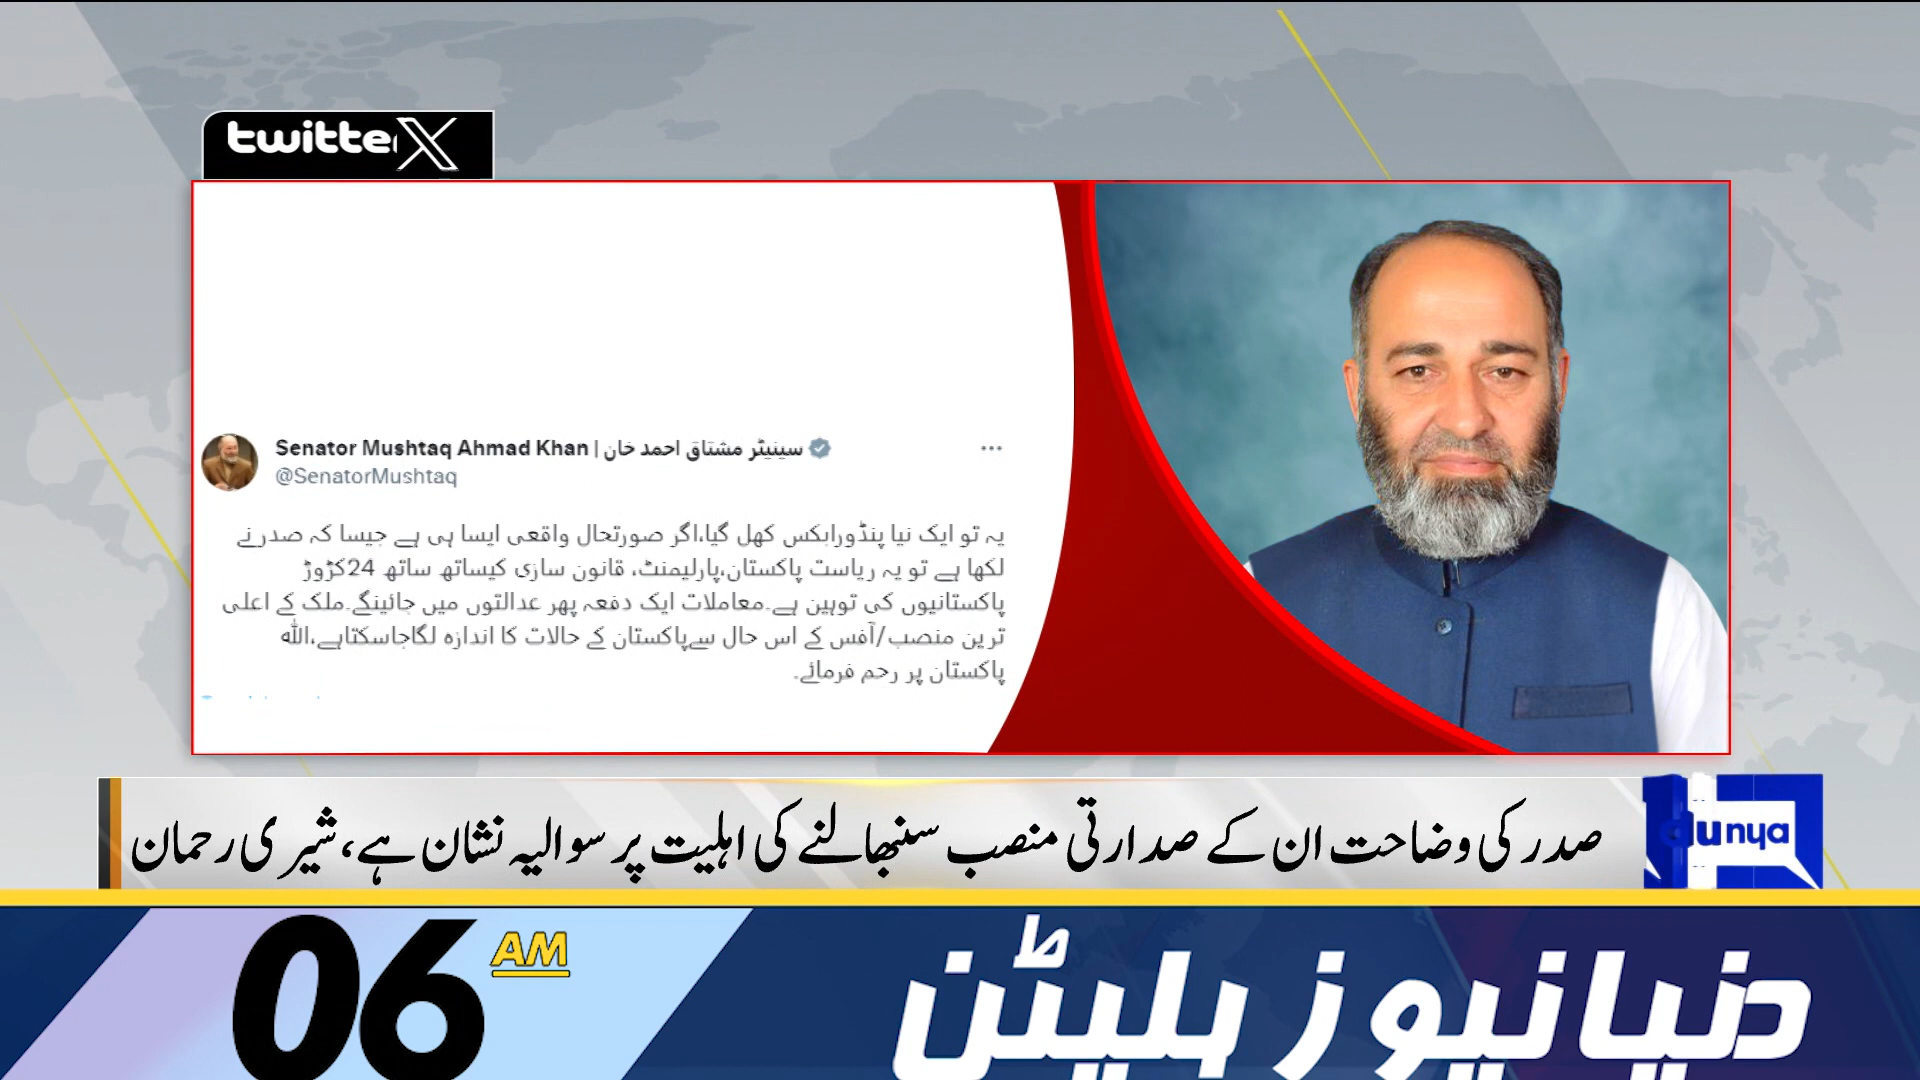 twitte X
Senator Mushtaq Ahmad Khan | سینیٹر مشتاق احمد خان
@SenatorMushtaq
یہ تو ایک نیا پنڈورابکس کھل گیا،اگر صورتحال واقعی ایسا ہی ہے جیسا کہ صدرنے
لکھا ہے تو یہ ریاست پاکستان،پارلیمنٹ، قانون سازی کیساتھ ساتھ 24کڑوڑ
پاکستانیوں کی توہین ہے۔معاملات ایک دفعہ پھر عدالتوں میں جائینگے۔ملک کے اعلی
ترین منصب/آفس کے اس حال سےپاکستان کے حالات کا اندازہ لگاجاسکتاہے،اللہ
پاکستان پر رحم فرمائے۔
صدر کی وضاحت ان کے صدارتی منصب سنبھالنے کی اہلیت پر سوالیہ نشان ہے، شیری رحمان
dunya
06 AM
دنیا نیوز بلیٹن